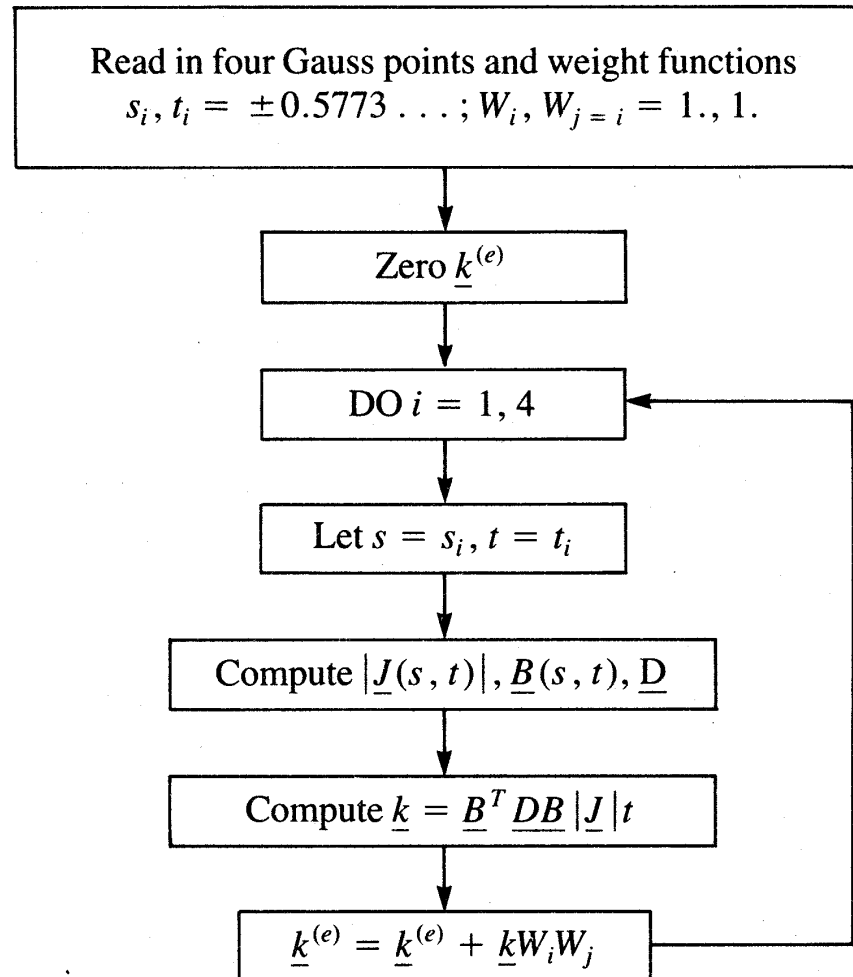 Read in four Gauss points and weight functions
s_i, t_i = ±0.5773 . . . ; W_i, W_{j = i} = 1., 1.
Zero k^{(e)}
DO i = 1, 4
Let s = s_i, t = t_i
Compute |J(s, t)|, B(s, t), D
Compute k = B^T DB |J|t
k^{(e)} = k^{(e)} + kW_iW_j